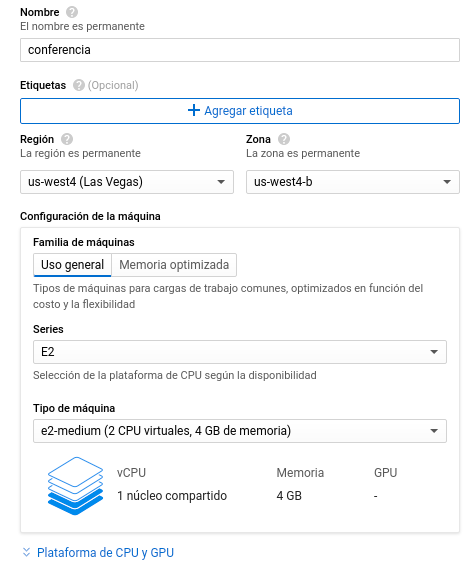 Nombre ?
El nombre es permanente
conferencia
Etiquetas ? (Opcional)
+ Agregar etiqueta
Región ? Zona ?
La región es permanente La zona es permanente
us-west4 (Las Vegas) us-west4-b
Configuración de la máquina
Familia de máquinas
Uso general Memoria optimizada
Tipos de máquinas para cargas de trabajo comunes, optimizados en función del
costo y la flexibilidad
Series
E2
Selección de la plataforma de CPU según la disponibilidad
Tipo de máquina
e2-medium (2 CPU virtuales, 4 GB de memoria)
vCPU Memoria GPU
1 núcleo compartido 4 GB -
Plataforma de CPU y GPU